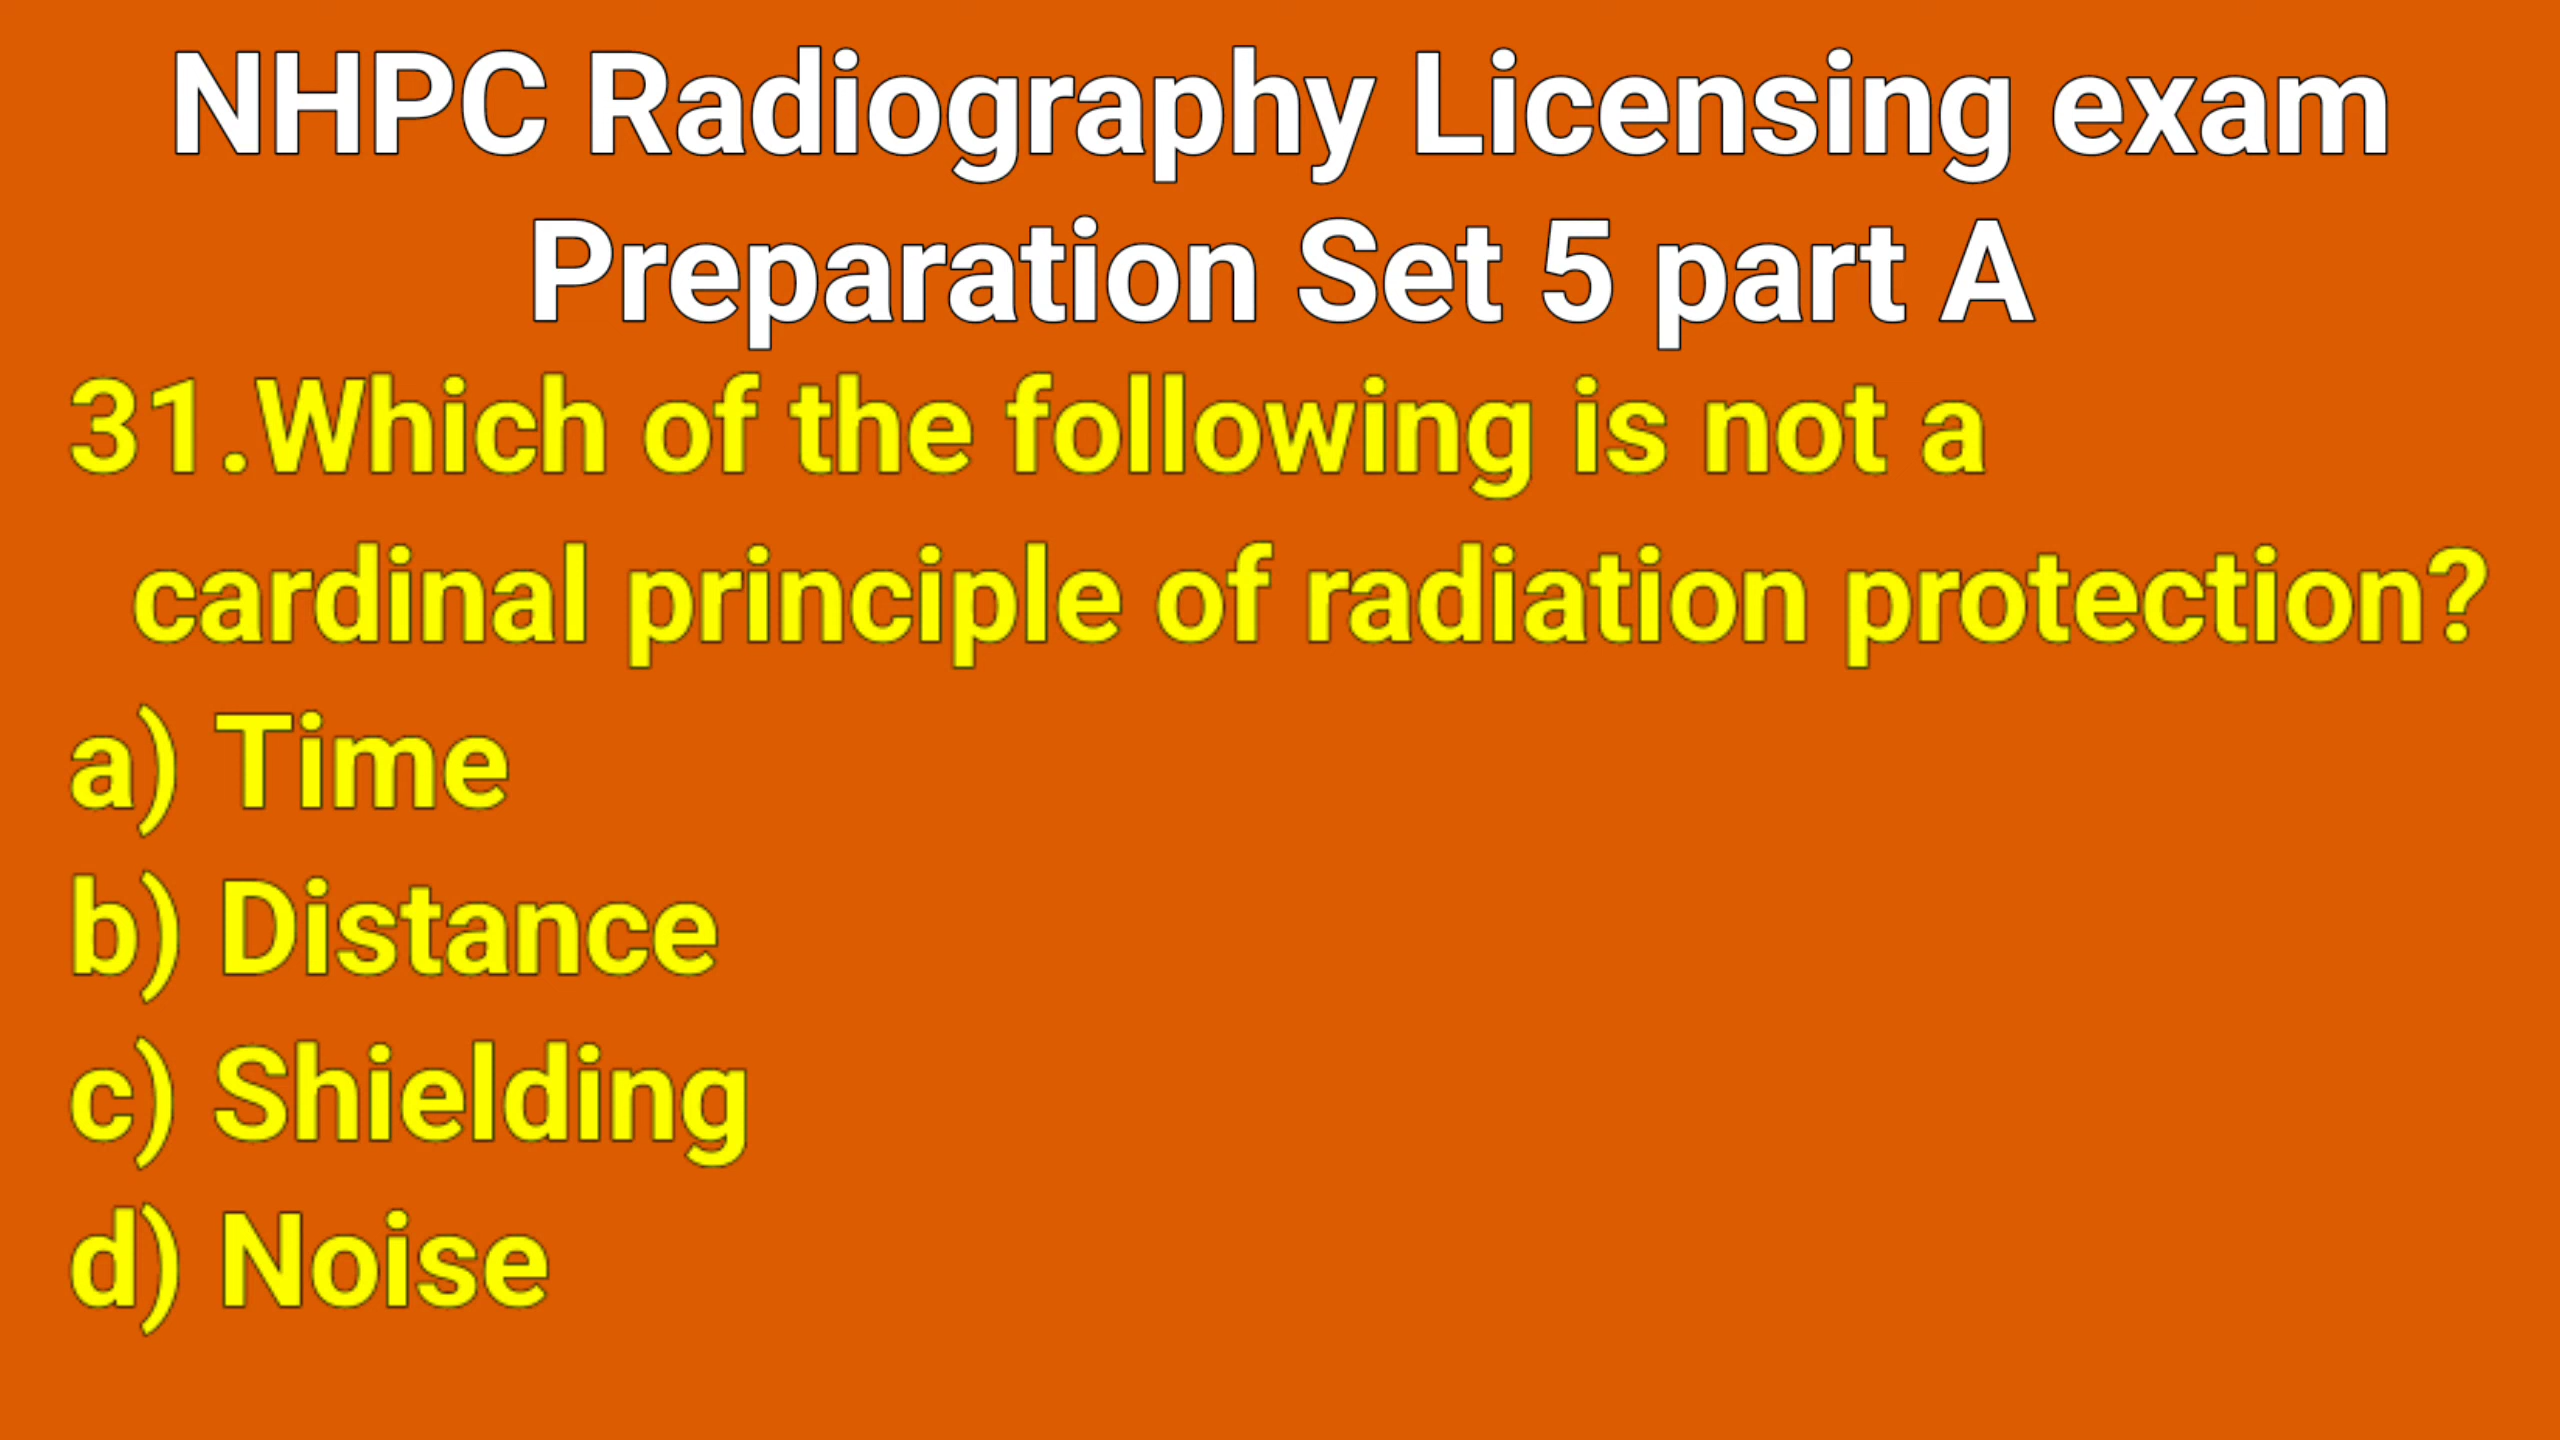 NHPC Radiography Licensing exam
Preparation Set 5 part A
31.Which of the following is not a
cardinal principle of radiation protection?
a) Time
b) Distance
c) Shielding
d) Noise